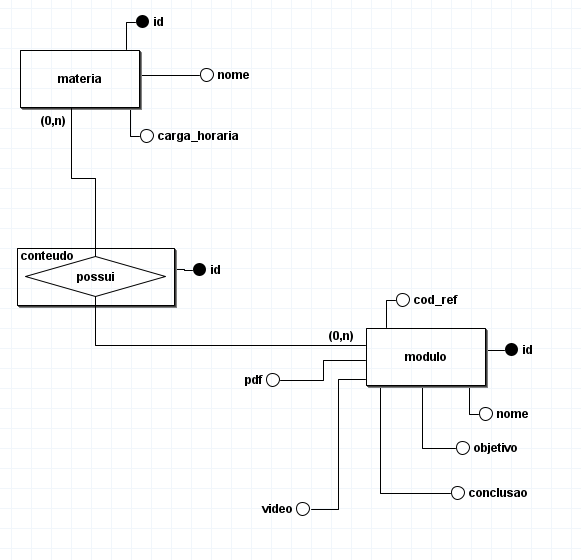 id
materia
nome
(0,n)
carga_horaria
conteudo
possui
id
cod_ref
(0,n)
modulo
id
pdf
nome
objetivo
conclusao
video